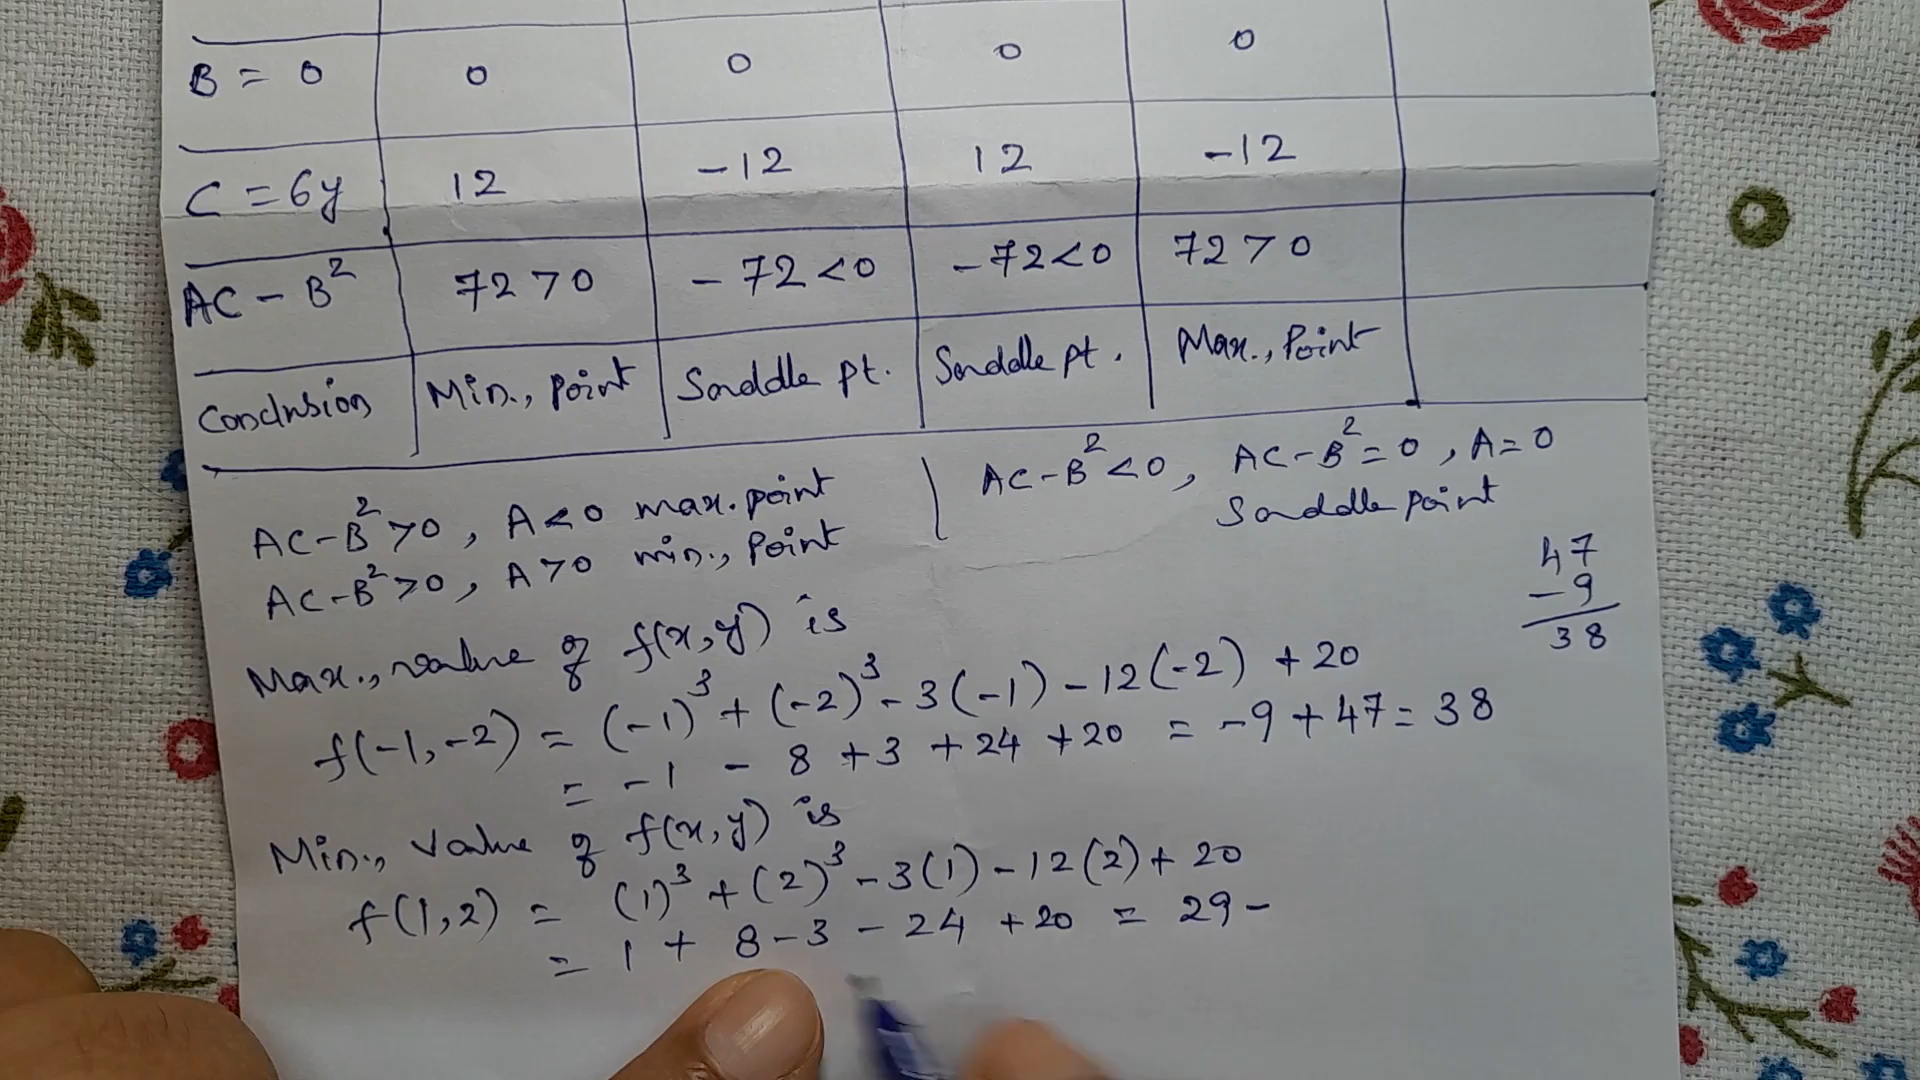 B = 0 0 0 0 0
C = 6y 12 -12 12 -12
AC - B² 72 > 0 - 72 < 0 - 72 < 0 72 > 0
Conclusion Min., Point Saddle pt. Saddle pt. Max., Point
AC-B²>0, A<0 max. point
AC-B²>0, A>0 min., Point
AC-B²<0, AC-B²=0, A=0
Saddle point
47
-9
38
Max., value of f(x,y) is
f(-1,-2) = (-1)³ + (-2)³ - 3(-1) - 12(-2) + 20
= -1 - 8 + 3 + 24 + 20 = -9 + 47 = 38
Min., value of f(x,y) is
f(1,2) = (1)³ + (2)³ - 3(1) - 12(2) + 20
= 1 + 8 - 3 - 24 + 20 = 29 -